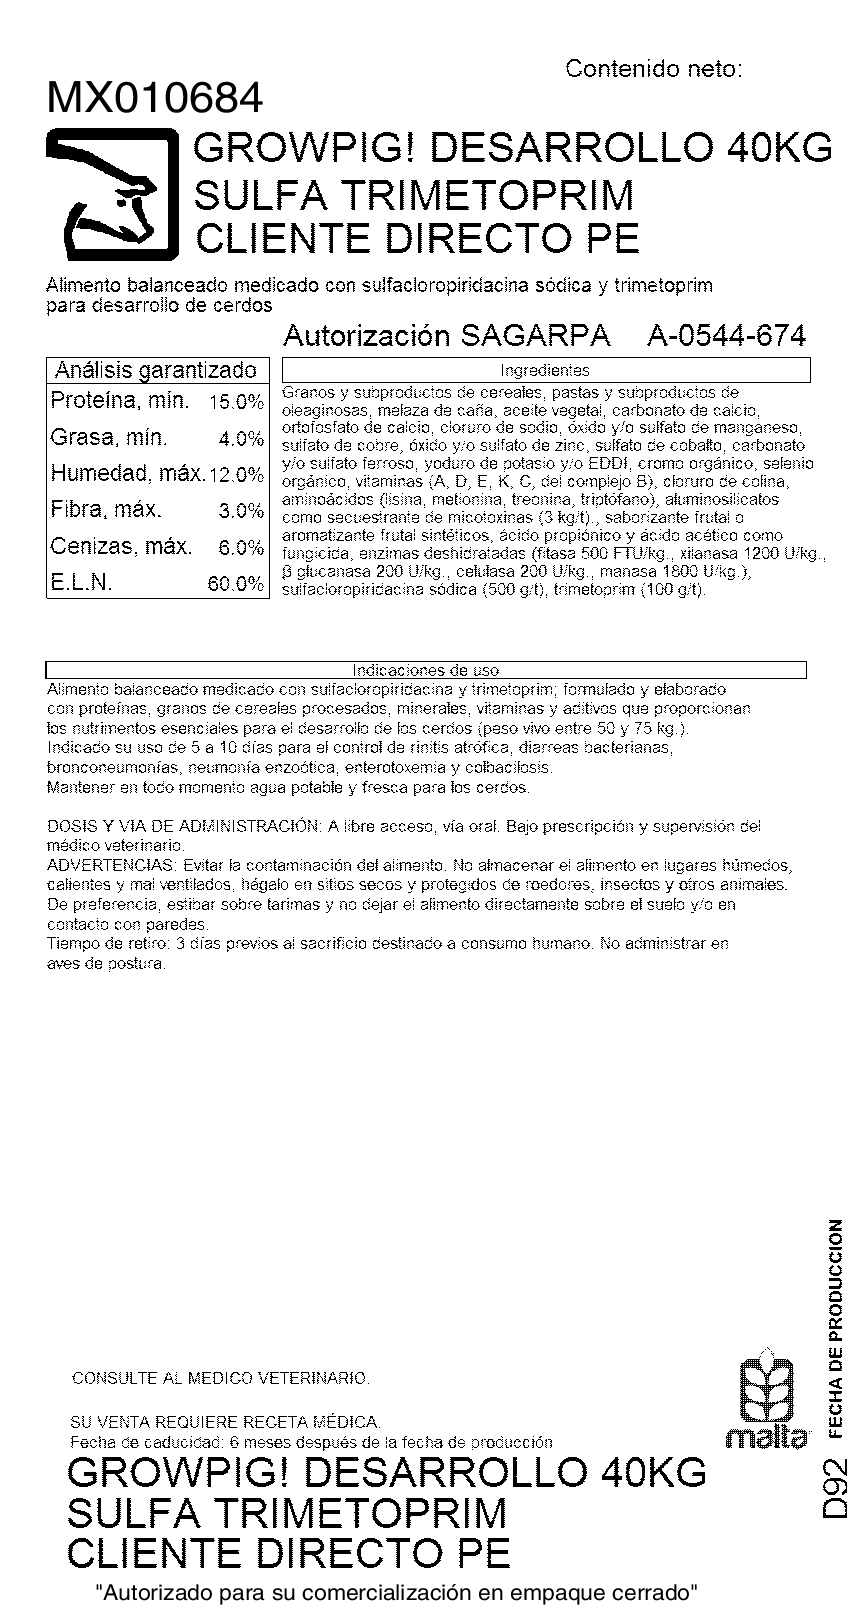 Contenido neto:
MX010684
GROWPIG! DESARROLLO 40KG
SULFA TRIMETOPRIM
CLIENTE DIRECTO PE
Alimento balanceado medicado con sulfacloropiridacina sódica y trimetoprim
para desarrollo de cerdos
Autorización SAGARPA A-0544-674
Análisis garantizado
Proteína, mín. 15.0%
Grasa, mín. 4.0%
Humedad, máx. 12.0%
Fibra, máx. 3.0%
Cenizas, máx. 6.0%
E.L.N. 60.0%
Ingredientes
Granos y subproductos de cereales, pastas y subproductos de
oleaginosas, melaza de caña, aceite vegetal, carbonato de calcio,
ortofosfato de calcio, cloruro de sodio, óxido y/o sulfato de manganeso,
sulfato de cobre, óxido y/o sulfato de zinc, sulfato de cobalto, carbonato
y/o sulfato ferroso, yoduro de potasio y/o EDDI, cromo orgánico, selenio
orgánico, vitaminas (A, D, E, K, C, del complejo B), cloruro de colina,
aminoácidos (lisina, metionina, treonina, triptófano), aluminosilicatos
como secuestrante de micotoxinas (3 kg/t)., saborizante frutal o
aromatizante frutal sintéticos, ácido propiónico y ácido acético como
fungicida, enzimas deshidratadas (fitasa 500 FTU/kg., xilanasa 1200 U/kg.,
β glucanasa 200 U/kg., celulasa 200 U/kg., manasa 1800 U/kg.),
sulfacloropiridacina sódica (500 g/t), trimetoprim (100 g/t).
Indicaciones de uso
Alimento balanceado medicado con sulfacloropiridacina y trimetoprim; formulado y elaborado
con proteínas, granos de cereales procesados, minerales, vitaminas y aditivos que proporcionan
los nutrimentos esenciales para el desarrollo de los cerdos (peso vivo entre 50 y 75 kg.).
Indicado su uso de 5 a 10 días para el control de rinitis atrófica, diarreas bacterianas,
bronconeumonías, neumonía enzoótica, enterotoxemia y colbacilosis.
Mantener en todo momento agua potable y fresca para los cerdos.
DOSIS Y VIA DE ADMINISTRACIÓN: A libre acceso, vía oral. Bajo prescripción y supervisión del
médico veterinario.
ADVERTENCIAS: Evitar la contaminación del alimento. No almacenar el alimento en lugares húmedos,
calientes y mal ventilados, hágalo en sitios secos y protegidos de roedores, insectos y otros animales.
De preferencia, estibar sobre tarimas y no dejar el alimento directamente sobre el suelo y/o en
contacto con paredes.
Tiempo de retiro: 3 días previos al sacrificio destinado a consumo humano. No administrar en
aves de postura.
FECHA DE PRODUCCION
D92
CONSULTE AL MEDICO VETERINARIO.
SU VENTA REQUIERE RECETA MÉDICA.
Fecha de caducidad: 6 meses después de la fecha de producción
malta
GROWPIG! DESARROLLO 40KG
SULFA TRIMETOPRIM
CLIENTE DIRECTO PE
"Autorizado para su comercialización en empaque cerrado"